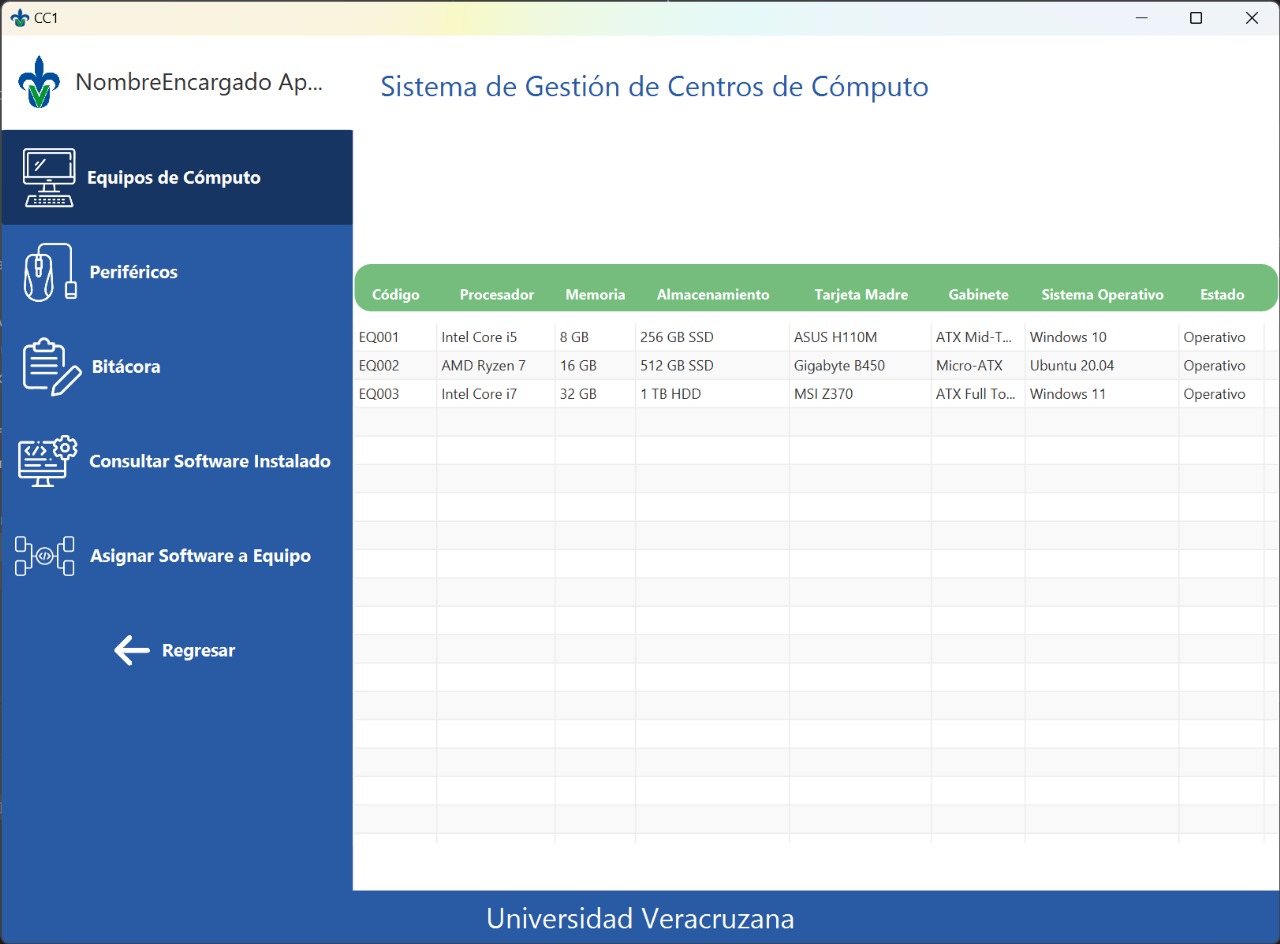 CC1
NombreEncargado Ap...
Sistema de Gestión de Centros de Cómputo
Equipos de Cómputo
Periféricos
Bitácora
Consultar Software Instalado
Asignar Software a Equipo
Regresar
Código Procesador Memoria Almacenamiento Tarjeta Madre Gabinete Sistema Operativo Estado
EQ001 Intel Core i5 8 GB 256 GB SSD ASUS H110M ATX Mid-T... Windows 10 Operativo
EQ002 AMD Ryzen 7 16 GB 512 GB SSD Gigabyte B450 Micro-ATX Ubuntu 20.04 Operativo
EQ003 Intel Core i7 32 GB 1 TB HDD MSI Z370 ATX Full To... Windows 11 Operativo
Universidad Veracruzana